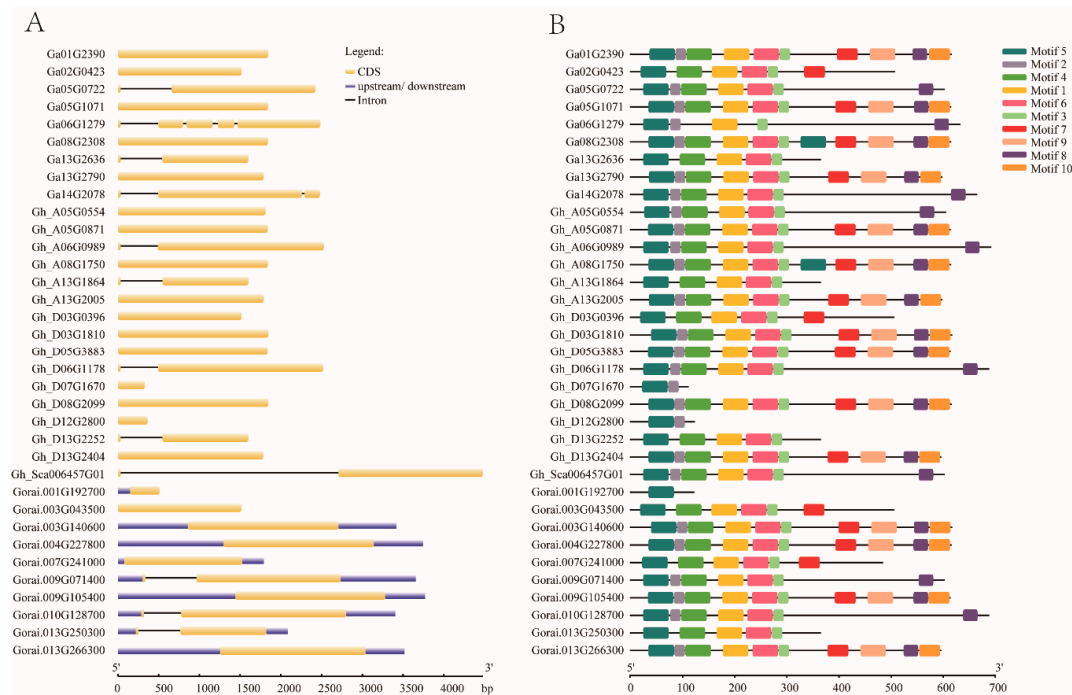 A
B
Legend:
CDS
upstream/ downstream
Intron
Ga01G2390
Ga02G0423
Ga05G0722
Ga05G1071
Ga06G1279
Ga08G2308
Ga13G2636
Ga13G2790
Ga14G2078
Gh_A05G0554
Gh_A05G0871
Gh_A06G0989
Gh_A08G1750
Gh_A13G1864
Gh_A13G2005
Gh_D03G0396
Gh_D03G1810
Gh_D05G3883
Gh_D06G1178
Gh_D07G1670
Gh_D08G2099
Gh_D12G2800
Gh_D13G2252
Gh_D13G2404
Gh_Sca006457G01
Gorai.001G192700
Gorai.003G043500
Gorai.003G140600
Gorai.004G227800
Gorai.007G241000
Gorai.009G071400
Gorai.009G105400
Gorai.010G128700
Gorai.013G250300
Gorai.013G266300
5' 3'
0 500 1000 1500 2000 2500 3000 3500 4000 bp
Ga01G2390
Ga02G0423
Ga05G0722
Ga05G1071
Ga06G1279
Ga08G2308
Ga13G2636
Ga13G2790
Ga14G2078
Gh_A05G0554
Gh_A05G0871
Gh_A06G0989
Gh_A08G1750
Gh_A13G1864
Gh_A13G2005
Gh_D03G0396
Gh_D03G1810
Gh_D05G3883
Gh_D06G1178
Gh_D07G1670
Gh_D08G2099
Gh_D12G2800
Gh_D13G2252
Gh_D13G2404
Gh_Sca006457G01
Gorai.001G192700
Gorai.003G043500
Gorai.003G140600
Gorai.004G227800
Gorai.007G241000
Gorai.009G071400
Gorai.009G105400
Gorai.010G128700
Gorai.013G250300
Gorai.013G266300
5' 3'
0 100 200 300 400 500 600 700
Motif 5
Motif 2
Motif 4
Motif 1
Motif 6
Motif 3
Motif 7
Motif 9
Motif 8
Motif 10